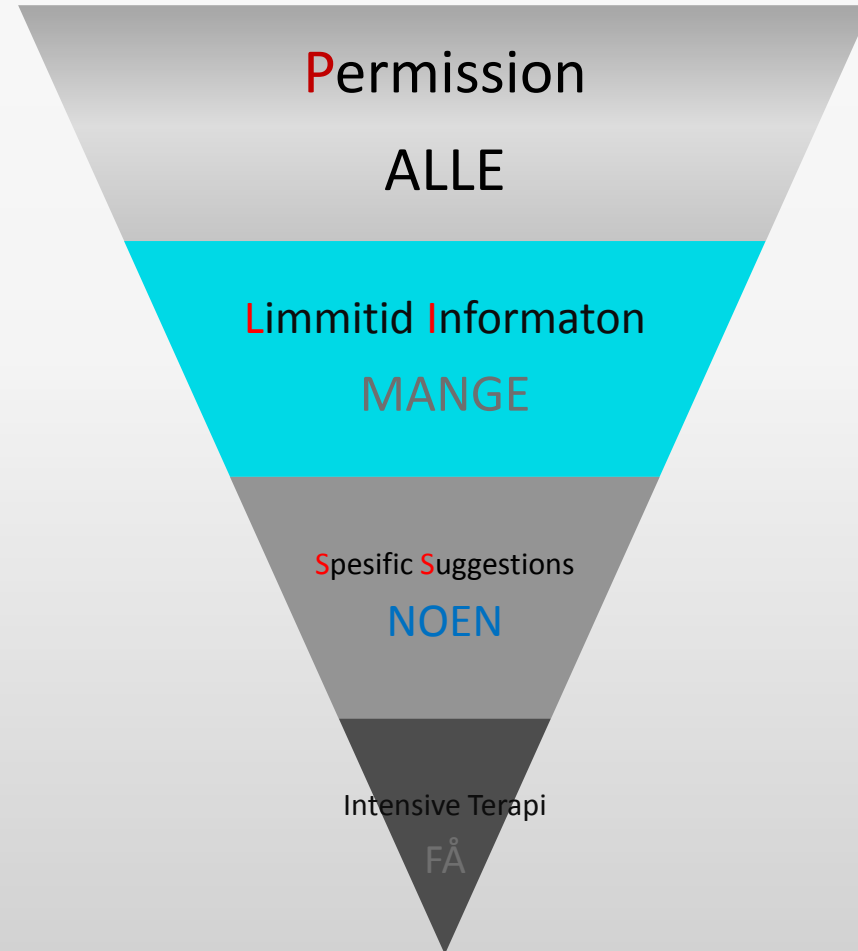 Permission
ALLE
Limmitid Informaton
MANGE
Spesific Suggestions
NOEN
Intensive Terapi
FÅ